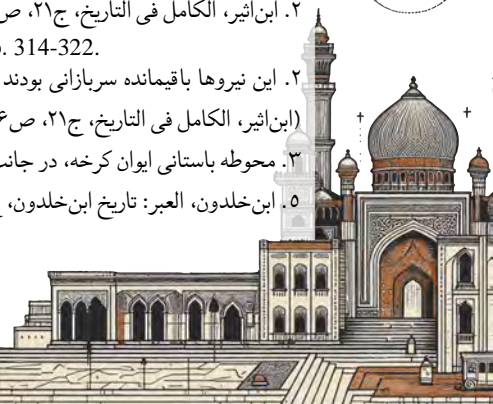 ۲. ابن‌اثیر، الکامل فی التاریخ، ج۲۱، ص
. 314-322.
۲. این نیروها باقیمانده سربازانی بودند
(ابن‌اثیر، الکامل فی التاریخ، ج۲۱، ص۶
۳. محوطه باستانی ایوان کرخه، در جانب
۵. ابن‌خلدون، العبر: تاریخ ابن‌خلدون،